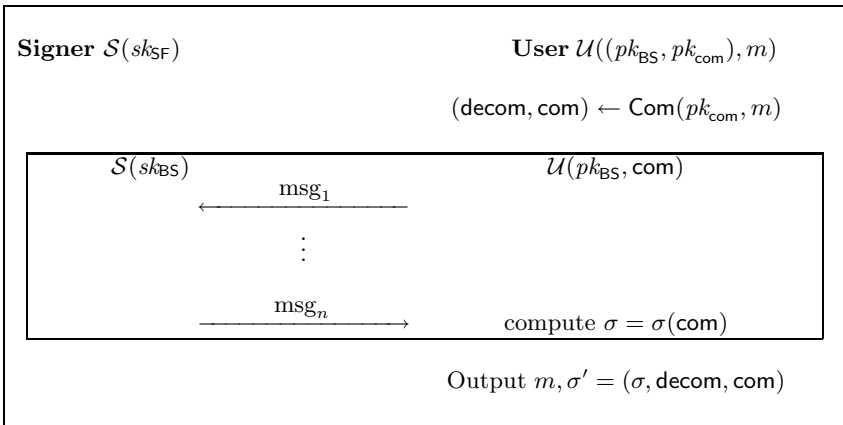 Signer S(sk_SF) User U((pk_BS, pk_com), m)
(decom, com) ← Com(pk_com, m)
S(sk_BS) U(pk_BS, com)
msg_1
⋮
msg_n compute σ = σ(com)
Output m, σ′ = (σ, decom, com)